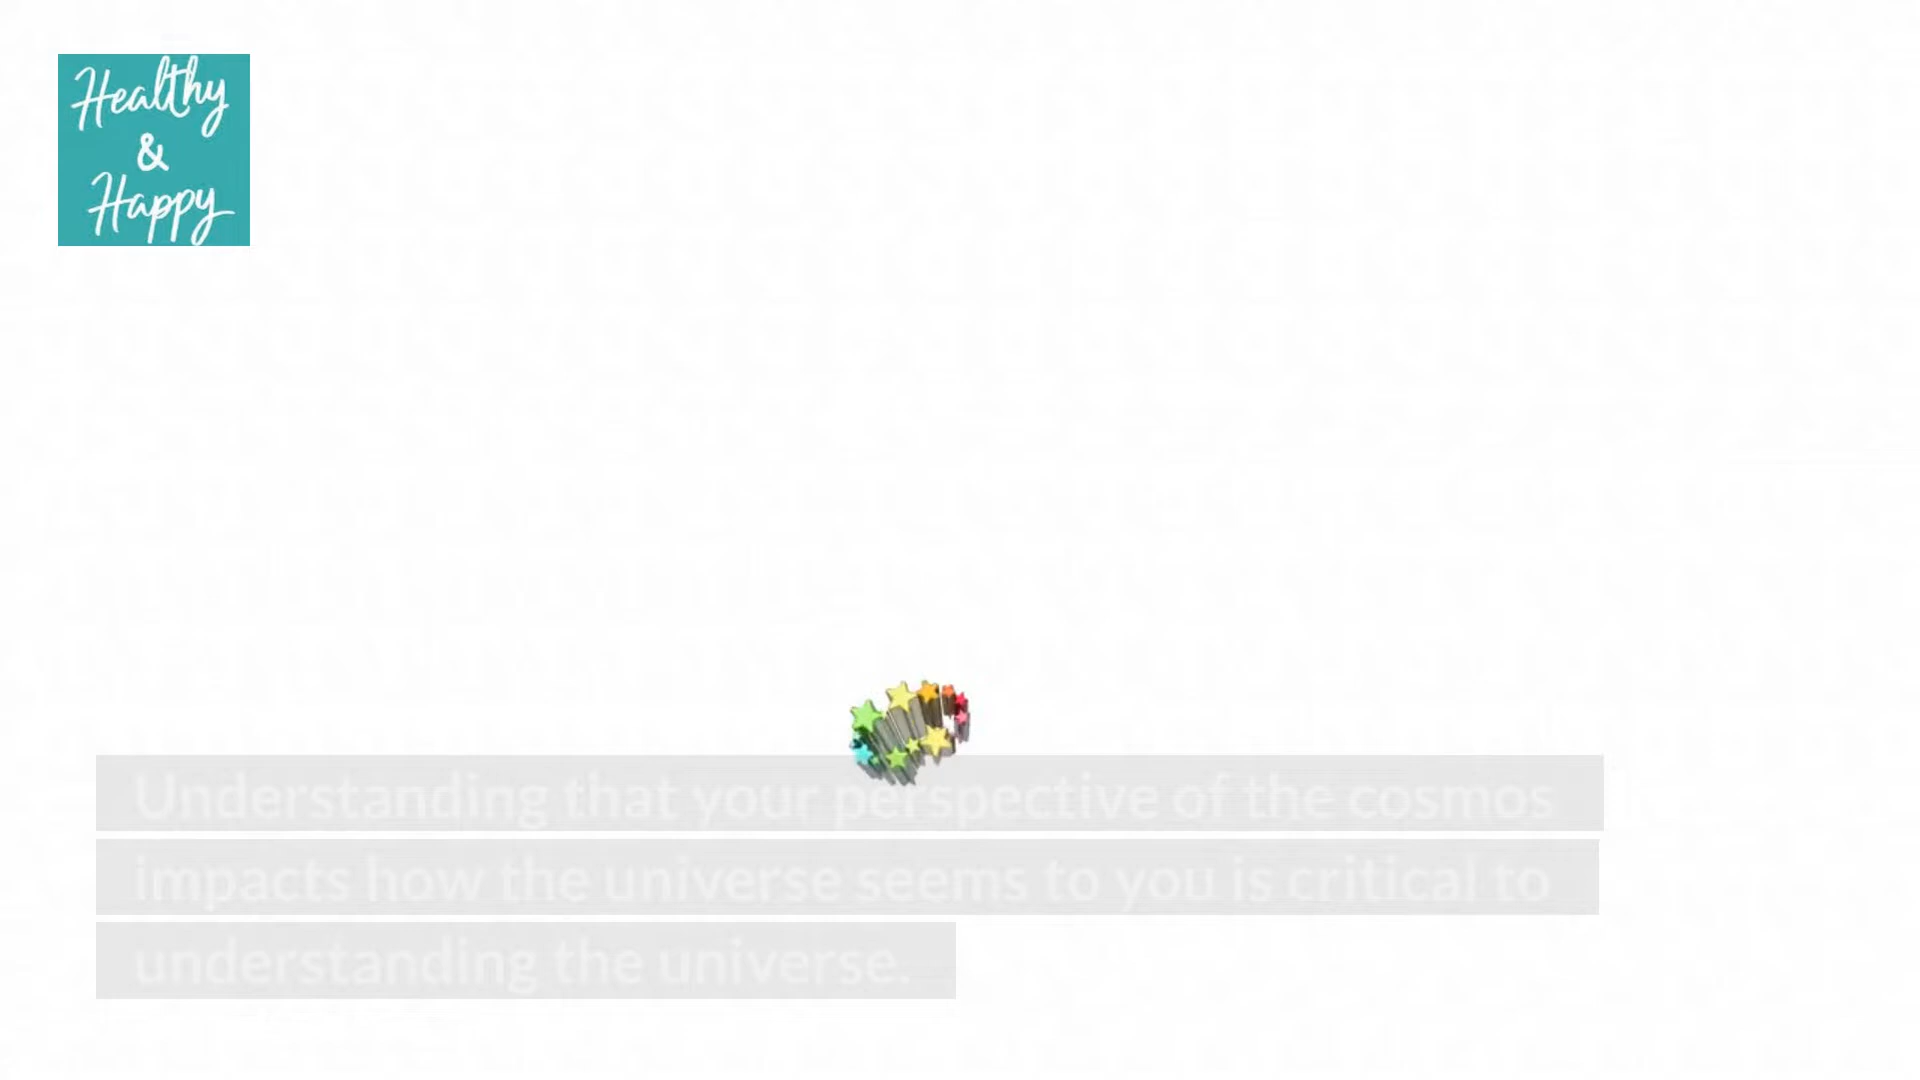 Healthy
&
Happy
Understanding that your perspective of the cosmos
impacts how the universe seems to you is critical to
understanding the universe.